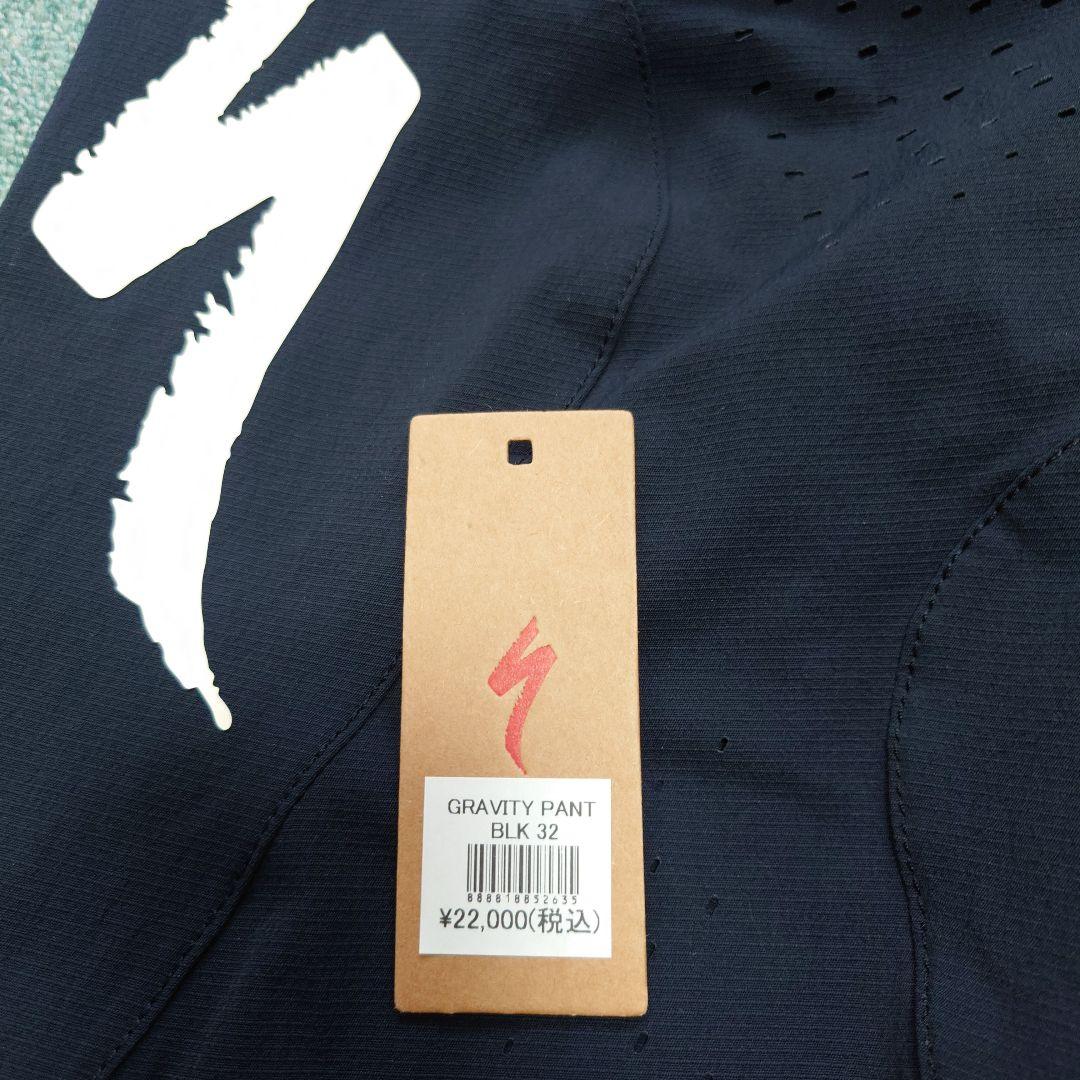 GRAVITY PANT
BLK 32
888818852635
¥22,000(税込)